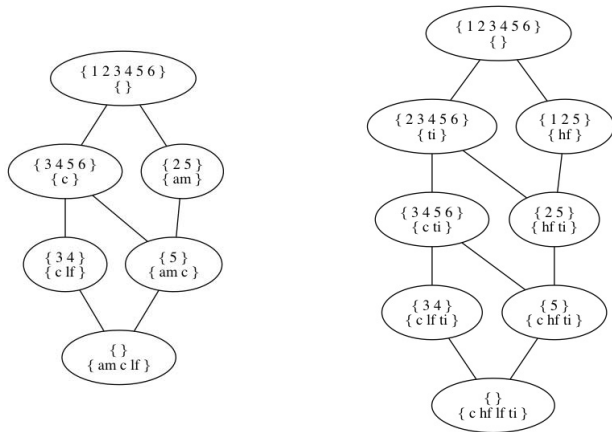 { 1 2 3 4 5 6 }
{ }
{ 3 4 5 6 }
{ c }
{ 2 5 }
{ am }
{ 3 4 }
{ c lf }
{ 5 }
{ am c }
{ }
{ am c lf }
{ 1 2 3 4 5 6 }
{ }
{ 2 3 4 5 6 }
{ ti }
{ 1 2 5 }
{ hf }
{ 3 4 5 6 }
{ c ti }
{ 2 5 }
{ hf ti }
{ 3 4 }
{ c lf ti }
{ 5 }
{ c hf ti }
{ }
{ c hf lf ti }